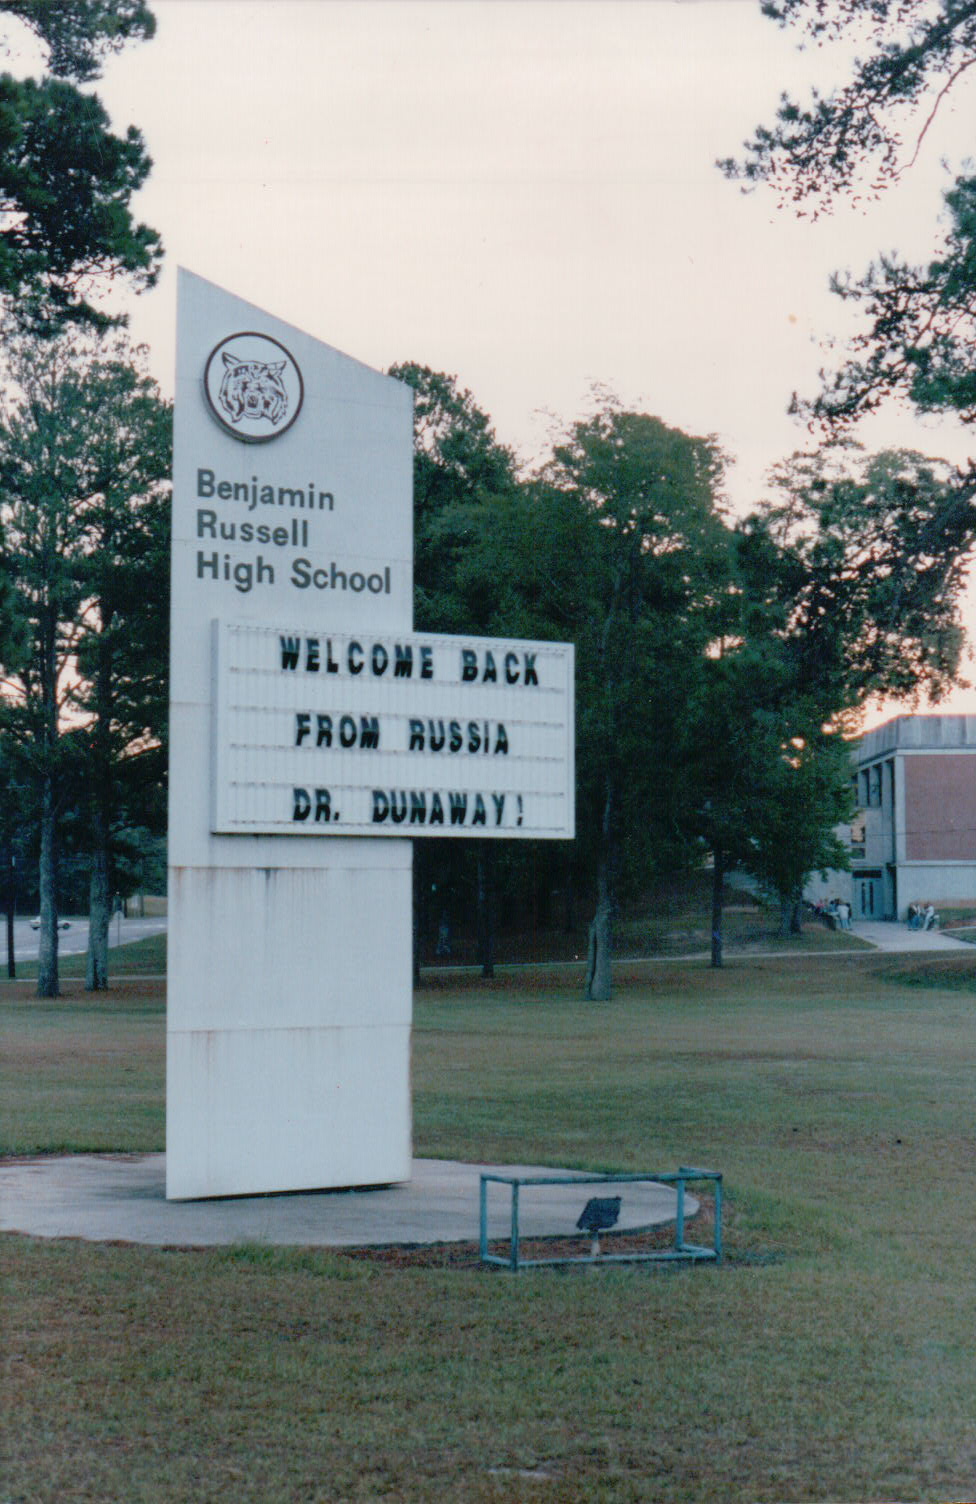 Benjamin
Russell
High School
WELCOME BACK
FROM RUSSIA
DR. DUNAWAY!